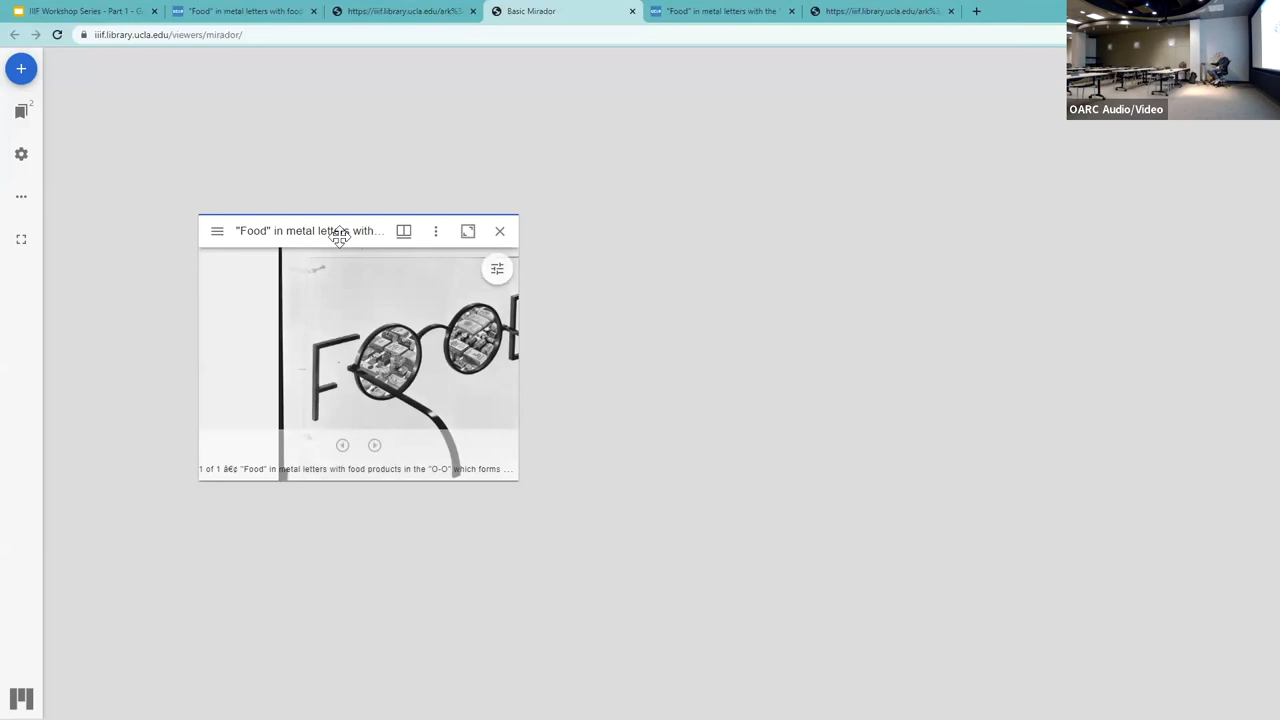 IIIF Workshop Series - Part 1 - G.
"Food" in metal letters with food
https://iiif.library.ucla.edu/ark%3
Basic Mirador
"Food" in metal letters with the
https://iiif.library.ucla.edu/ark%3
iiif.library.ucla.edu/viewers/mirador/
OARC Audio/Video
2
"Food" in metal letters with...
FOOD
1 of 1 â€¢ "Food" in metal letters with food products in the "O-O" which forms ...